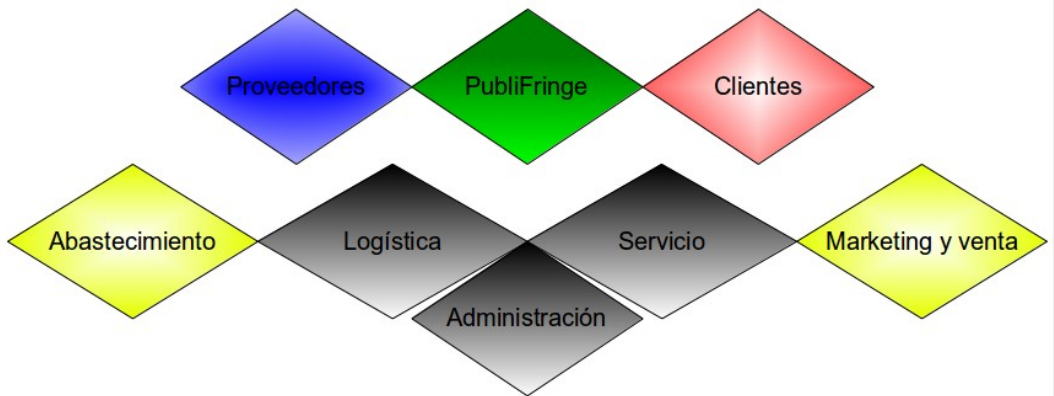 Proveedores
PubliFringe
Clientes
Abastecimiento
Logística
Servicio
Marketing y venta
Administración